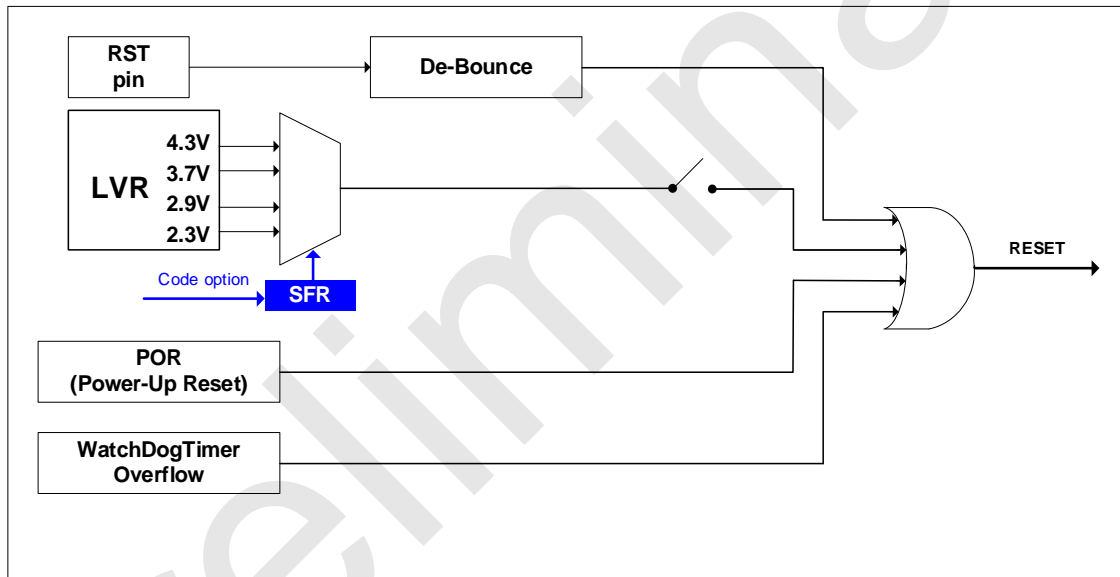 RST
pin
De-Bounce
4.3V
3.7V
LVR
2.9V
2.3V
Code option
SFR
RESET
POR
(Power-Up Reset)
WatchDogTimer
Overflow
relimina